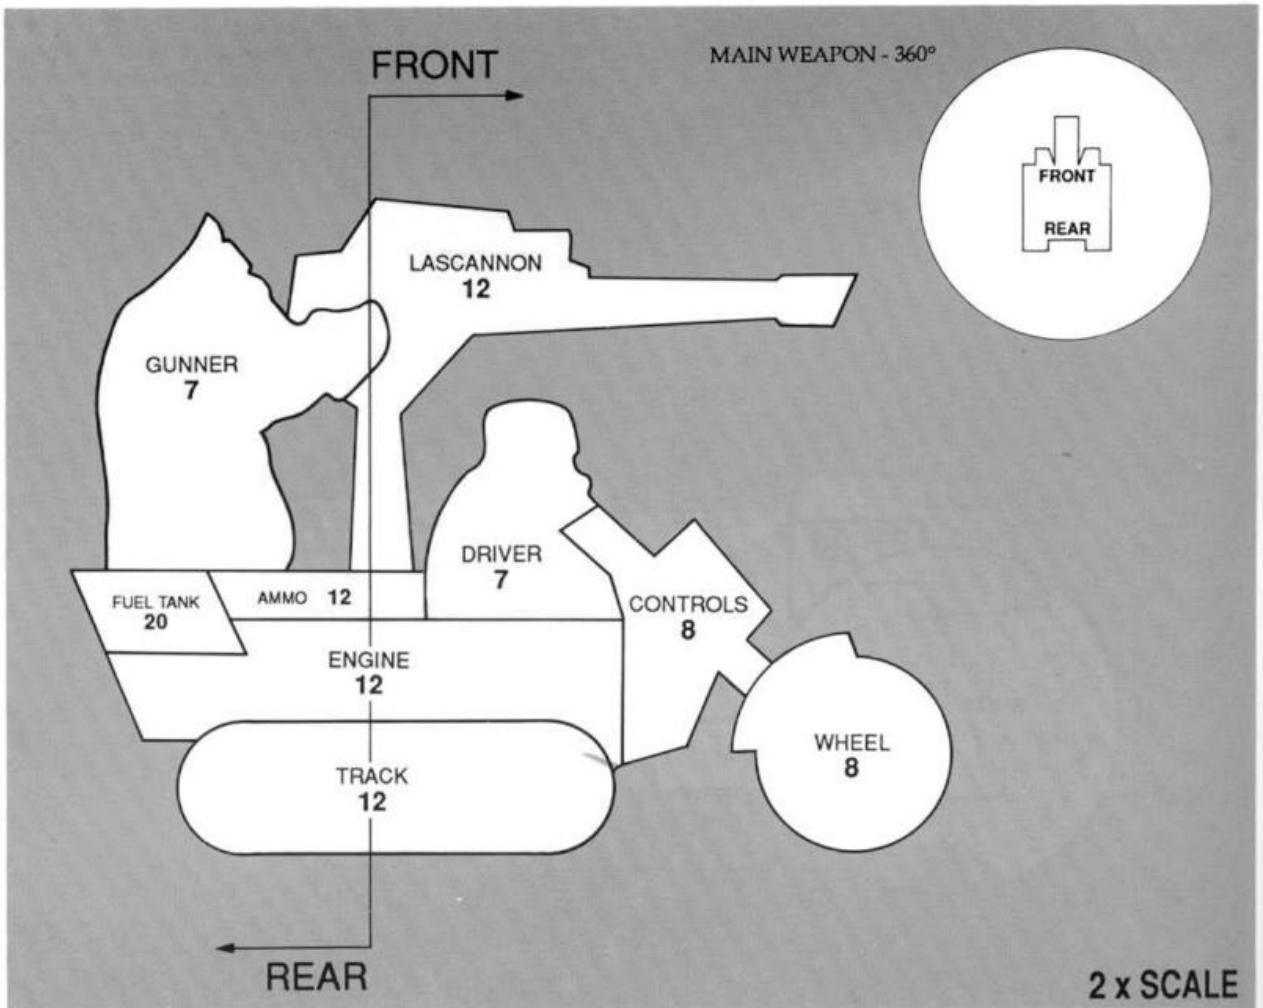 FRONT
MAIN WEAPON - 360°
FRONT
REAR
LASCANNON
12
GUNNER
7
DRIVER
7
FUEL TANK
20
AMMO 12
CONTROLS
8
ENGINE
12
WHEEL
8
TRACK
12
REAR
2 x SCALE